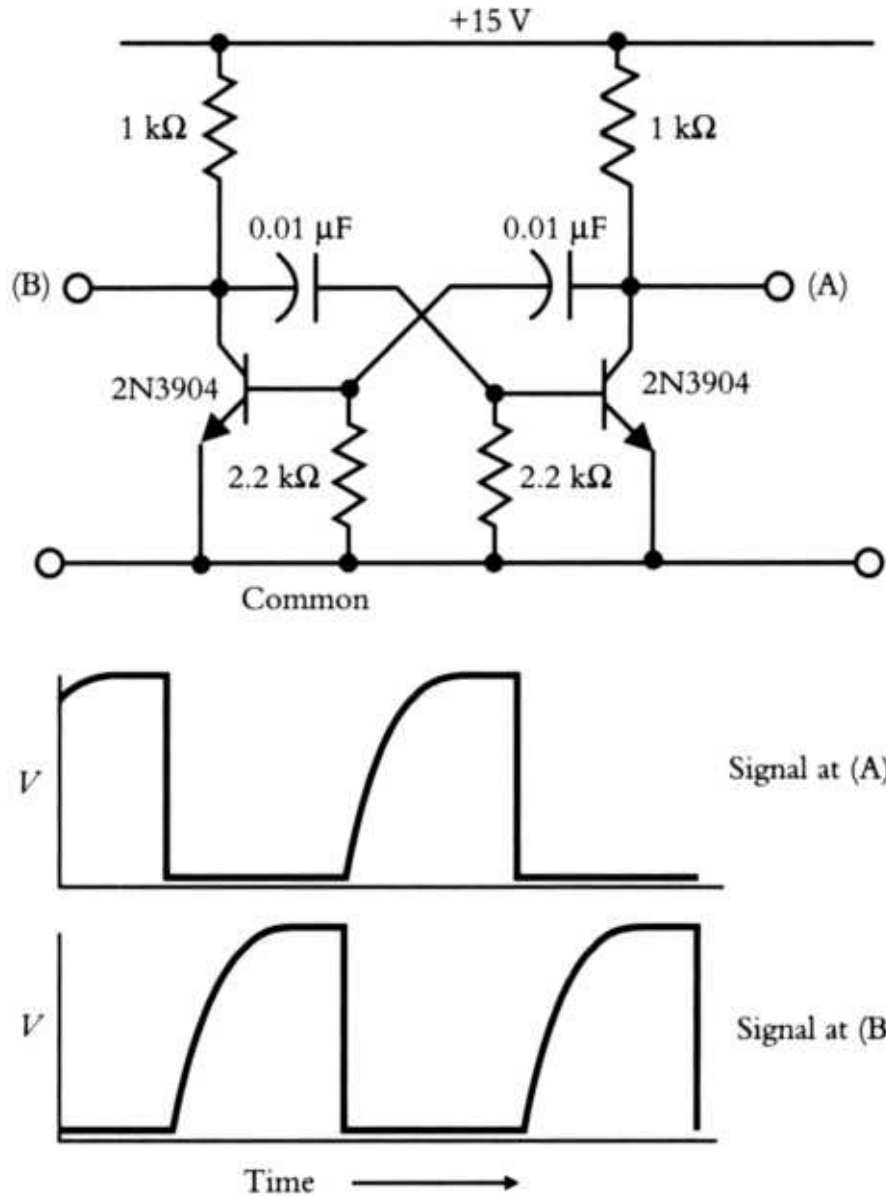 +15 V
1 kΩ
1 kΩ
0.01 μF
0.01 μF
(B)
(A)
2N3904
2N3904
2.2 kΩ
2.2 kΩ
Common
V
Signal at (A)
V
Signal at (B
Time